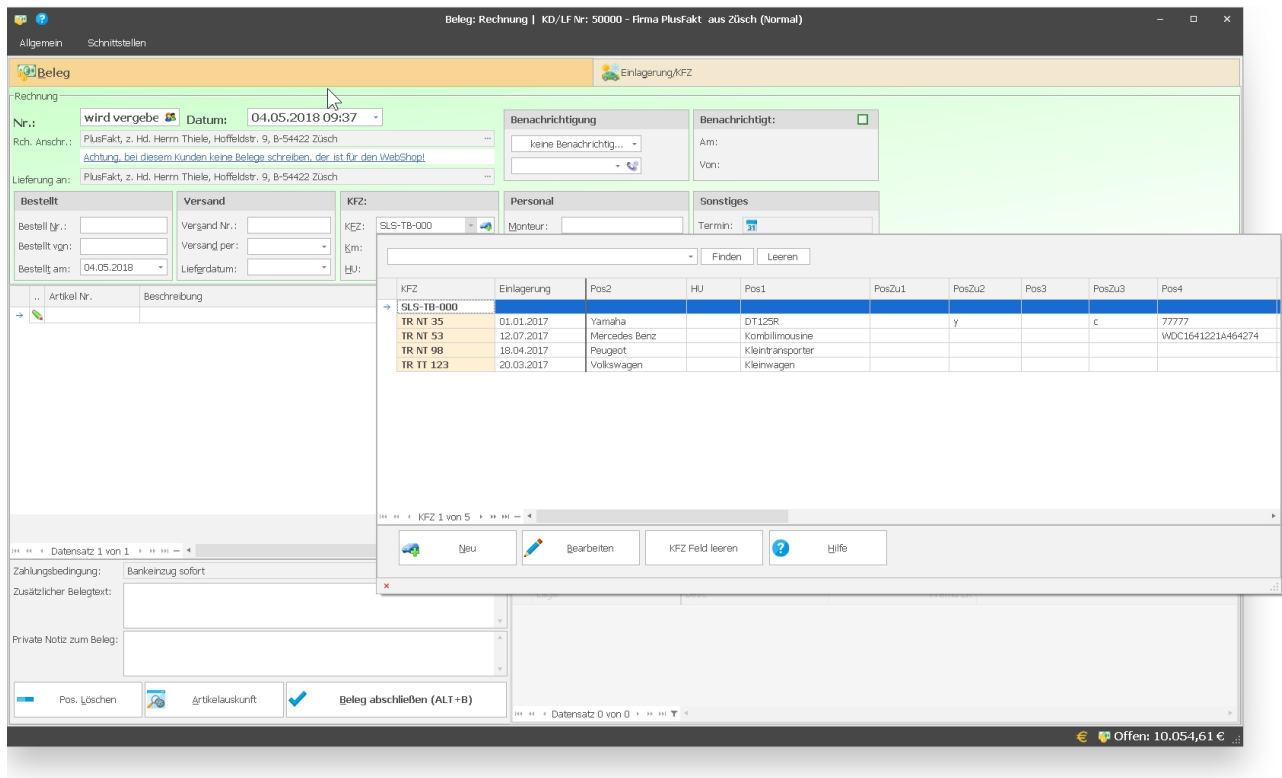 Beleg: Rechnung | KD/LF Nr: 50000 - Firma PlusFakt aus Züsch (Normal)
Allgemein Schnittstellen
Beleg Einlagerung/KFZ
Rechnung
Nr.: wird vergebe Datum: 04.05.2018 09:37 Benachrichtigung Benachrichtigt:
Rch. Anschr.: PlusFakt, z. Hd. Herrn Thiele, Hoffeldstr. 9, B-54422 Züsch ... keine Benachrichtig... Am:
Achtung, bei diesem Kunden keine Belege schreiben, der ist für den WebShop! Von:
Lieferung an: PlusFakt, z. Hd. Herrn Thiele, Hoffeldstr. 9, B-54422 Züsch ...
Bestellt Versand KFZ: Personal Sonstiges
Bestell Nr.: Versand Nr.: KFZ: SLS-TB-000 Monteur: Termin: 31
Bestellt von: Versand per: Km:
Bestellt am: 04.05.2018 Lieferdatum: HU:
Finden Leeren
.. Artikel Nr. Beschreibung
KFZ Einlagerung Pos2 HU Pos1 PosZu1 PosZu2 Pos3 PosZu3 Pos4
SLS-TB-000
TR NT 35 01.01.2017 Yamaha DT125R y c 77777
TR NT 53 12.07.2017 Mercedes Benz Kombilimousine WDC1641221A464274
TR NT 98 18.04.2017 Peugeot Kleintransporter
TR TT 123 20.03.2017 Volkswagen Kleinwagen
KFZ 1 von 5
Neu Bearbeiten KFZ Feld leeren Hilfe
Datensatz 1 von 1
Zahlungsbedingung: Bankeinzug sofort
Zusätzlicher Belegtext:
Private Notiz zum Beleg:
Pos. Löschen Artikelauskunft Beleg abschließen (ALT+B)
Datensatz 0 von 0
Offen: 10.054,61 €